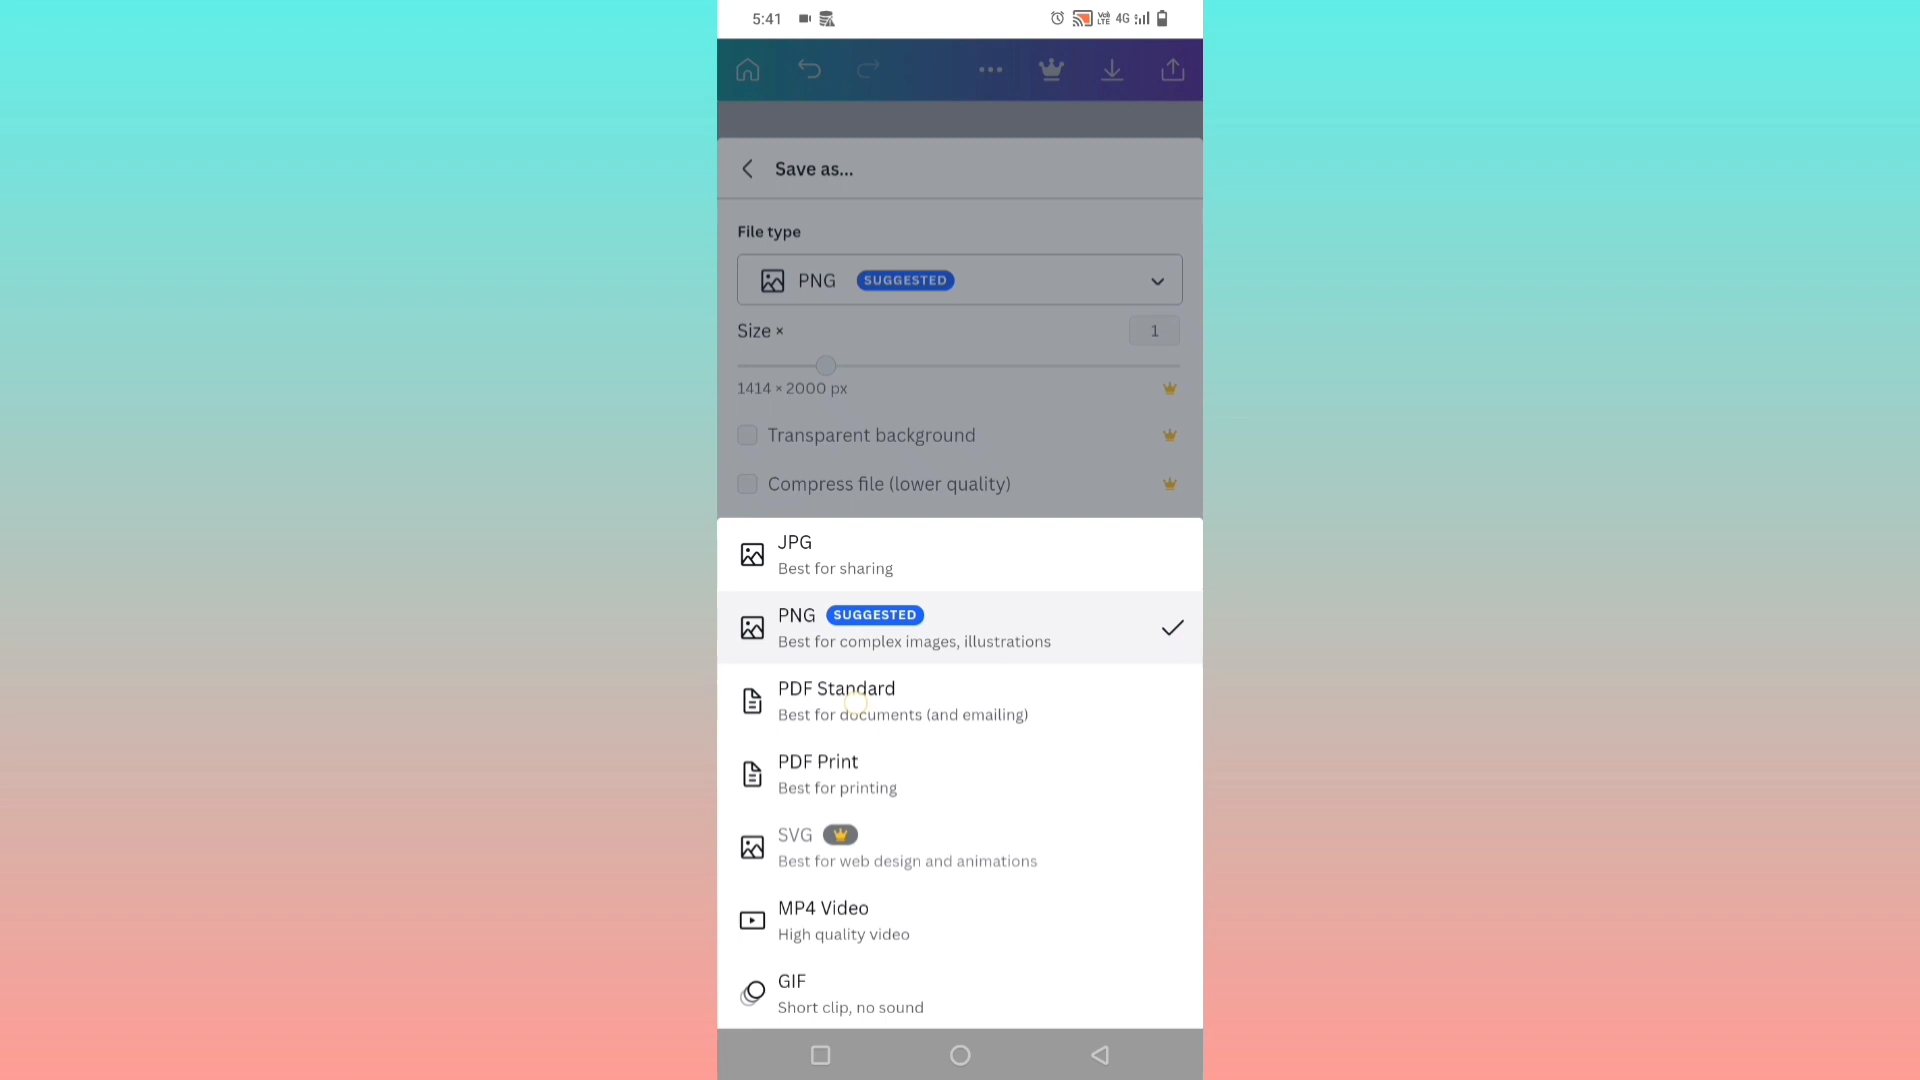 5:41 Vo LTE 4G
Save as...
File type
PNG SUGGESTED
Size × 1
1414 × 2000 px
Transparent background
Compress file (lower quality)
JPG
Best for sharing
PNG SUGGESTED
Best for complex images, illustrations
PDF Standard
Best for documents (and emailing)
PDF Print
Best for printing
SVG
Best for web design and animations
MP4 Video
High quality video
GIF
Short clip, no sound